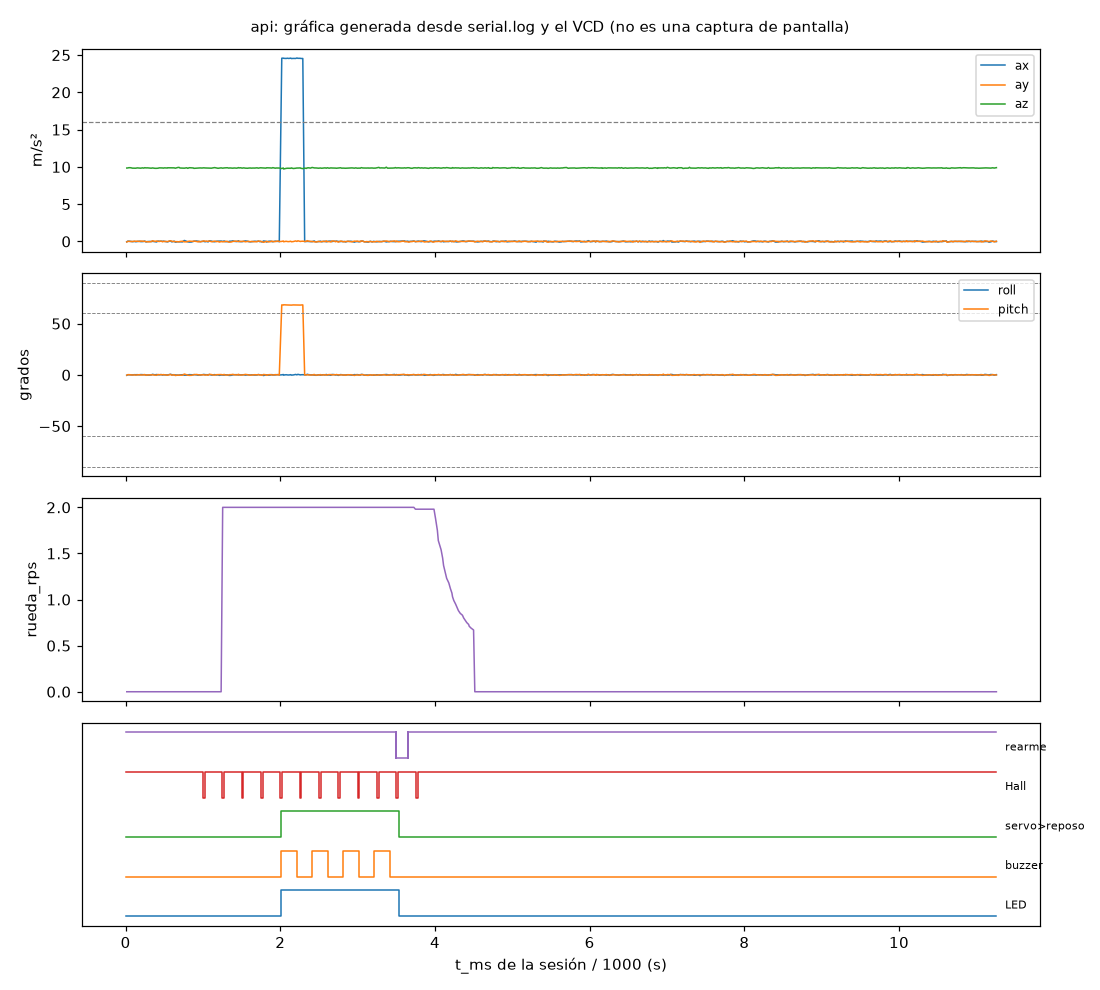 api: gráfica generada desde serial.log y el VCD (no es una captura de pantalla)
25
20
15
10
5
0
m/s²
ax
ay
az
50
0
−50
grados
roll
pitch
2.0
1.5
1.0
0.5
0.0
rueda_rps
rearme
Hall
servo>reposo
buzzer
LED
0
2
4
6
8
10
t_ms de la sesión / 1000 (s)